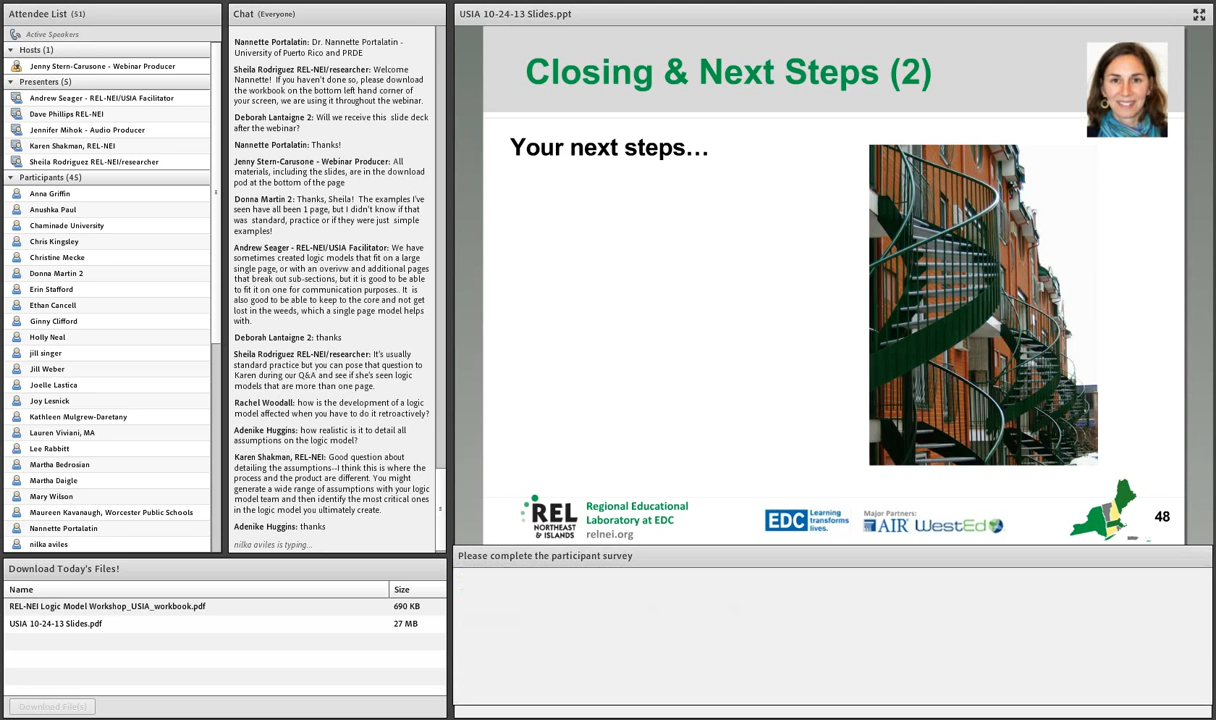 Attendee List (51)
Active Speakers
Hosts (1)
Jenny Stern-Carusone - Webinar Producer
Presenters (5)
Andrew Seager - REL-NEI/USIA Facilitator
Dave Phillips REL-NEI
Jennifer Mihok - Audio Producer
Karen Shakman, REL-NEI
Sheila Rodriguez REL-NEI/researcher
Participants (45)
Anna Griffin
Anushka Paul
Chaminade University
Chris Kingsley
Christine Mecke
Donna Martin 2
Erin Stafford
Ethan Cancell
Ginny Clifford
Holly Neal
jill singer
Jill Weber
Joelle Lastica
Joy Lesnick
Kathleen Mulgrew-Daretany
Lauren Viviani, MA
Lee Rabbitt
Martha Bedrosian
Martha Daigle
Mary Wilson
Maureen Kavanaugh, Worcester Public Schools
Nannette Portalatin
nilka aviles
Chat (Everyone)
Nannette Portalatin: Dr. Nannette Portalatin -
University of Puerto Rico and PRDE
Sheila Rodriguez REL-NEI/researcher: Welcome
Nannette! If you haven't done so, please download
the workbook on the bottom left hand corner of
your screen, we are using it throughout the webinar.
Deborah Lantaigne 2: Will we receive this slide deck
after the webinar?
Nannette Portalatin: Thanks!
Jenny Stern-Carusone - Webinar Producer: All
materials, including the slides, are in the download
pod at the bottom of the page
Donna Martin 2: Thanks, Sheila! The examples I've
seen have all been 1 page, but I didn't know if that
was standard, practice or if they were just simple
examples!
Andrew Seager - REL-NEI/USIA Facilitator: We have
sometimes created logic models that fit on a large
single page, or with an overivw and additional pages
that break out sub-sections, but it is good to be able
to fit it on one for communication purposes.. It is
also good to be able to keep to the core and not get
lost in the weeds, which a single page model helps
with.
Deborah Lantaigne 2: thanks
Sheila Rodriguez REL-NEI/researcher: It's usually
standard practice but you can pose that question to
Karen during our Q&A and see if she's seen logic
models that are more than one page.
Rachel Woodall: how is the development of a logic
model affected when you have to do it retroactively?
Adenike Huggins: how realistic is it to detail all
assumptions on the logic model?
Karen Shakman, REL-NEI: Good question about
detailing the assumptions--I think this is where the
process and the product are different. You might
generate a wide range of assumptions with your logic
model team and then identify the most critical ones
in the logic model you ultimately create.
Adenike Huggins: thanks
nilka aviles is typing...
USIA 10-24-13 Slides.ppt
Closing & Next Steps (2)
Your next steps…
REL
NORTHEAST
& ISLANDS
Regional Educational
Laboratory at EDC
relnei.org
EDC
Learning
transforms
lives.
Major Partners:
AIR
WestEd
48
Download Today's Files!
Name
Size
REL-NEI Logic Model Workshop_USIA_workbook.pdf
690 KB
USIA 10-24-13 Slides.pdf
27 MB
Download File(s)
Please complete the participant survey